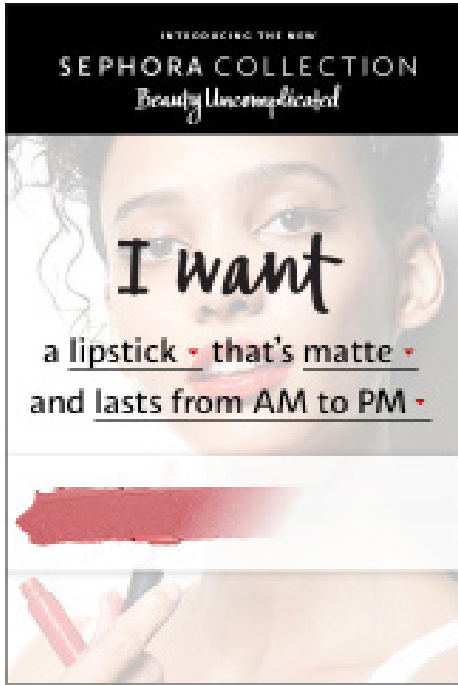 INTRODUCING THE NEW
SEPHORA COLLECTION
Beauty Uncomplicated
I want
a lipstick that's matte
and lasts from AM to PM